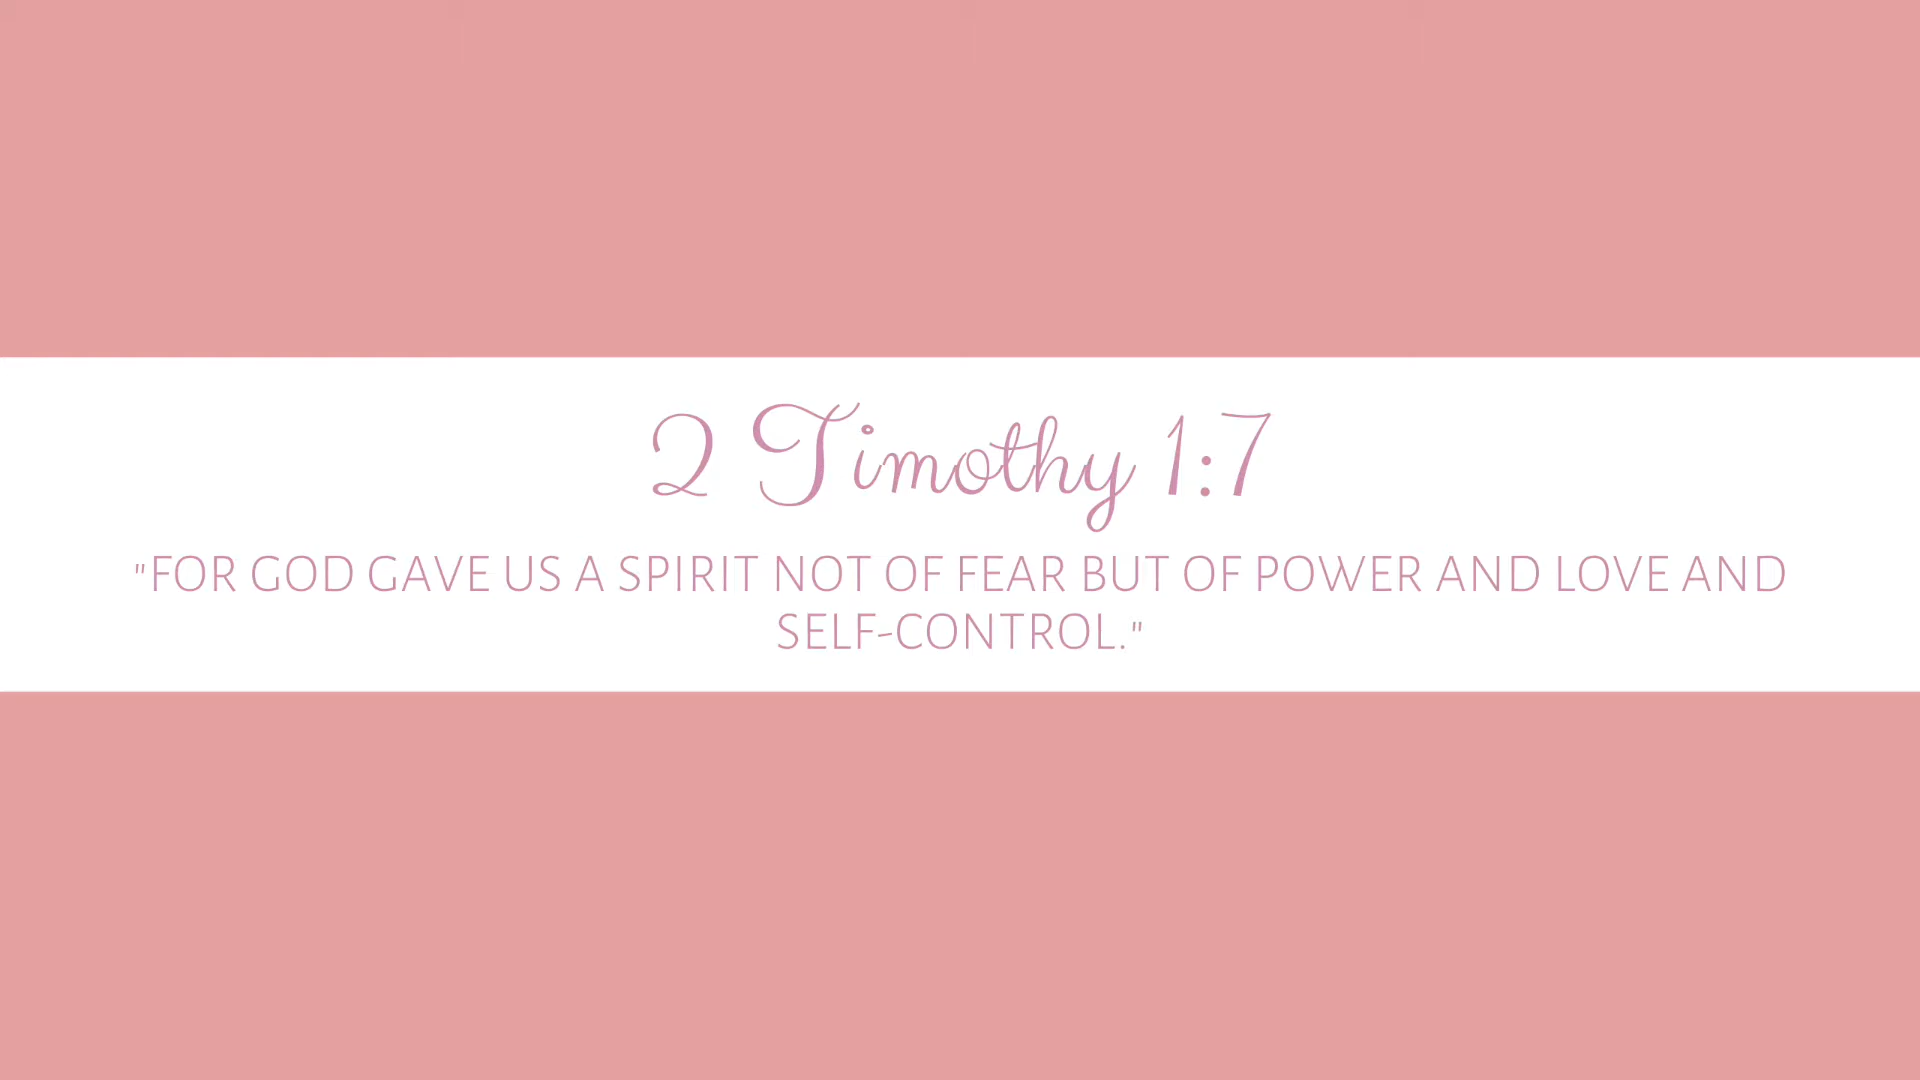 2 Timothy 1:7
"FOR GOD GAVE US A SPIRIT NOT OF FEAR BUT OF POWER AND LOVE AND
SELF-CONTROL."